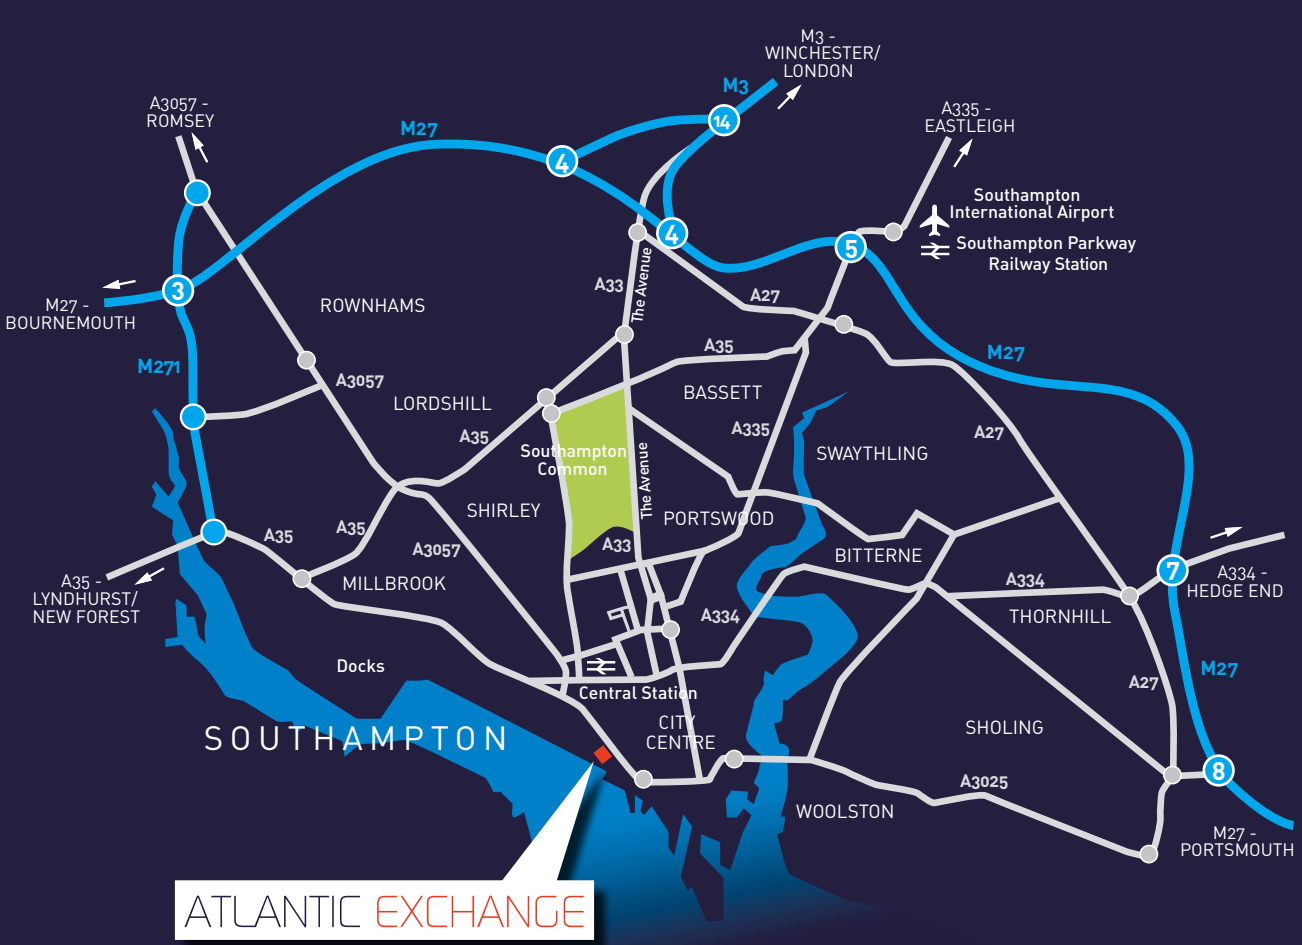 M3 -
WINCHESTER/
LONDON
M3
14
A3057 -
ROMSEY
M27
4
A335 -
EASTLEIGH
Southampton
International Airport
Southampton Parkway
Railway Station
4
5
3
M27 -
BOURNEMOUTH
ROWNHAMS
A33
The Avenue
A27
M27
M271
A3057
A35
BASSETT
LORDSHILL
A35
A335
A27
Southampton
Common
The Avenue
SWAYTHLING
SHIRLEY
PORTSWOOD
A35
A35
A3057
A33
BITTERNE
A35 -
LYNDHURST/
NEW FOREST
MILLBROOK
A334
7
A334 -
HEDGE END
A334
THORNHILL
Docks
Central Station
A27
M27
SOUTHAMPTON
CITY
CENTRE
SHOLING
8
A3025
WOOLSTON
M27 -
PORTSMOUTH
ATLANTIC EXCHANGE